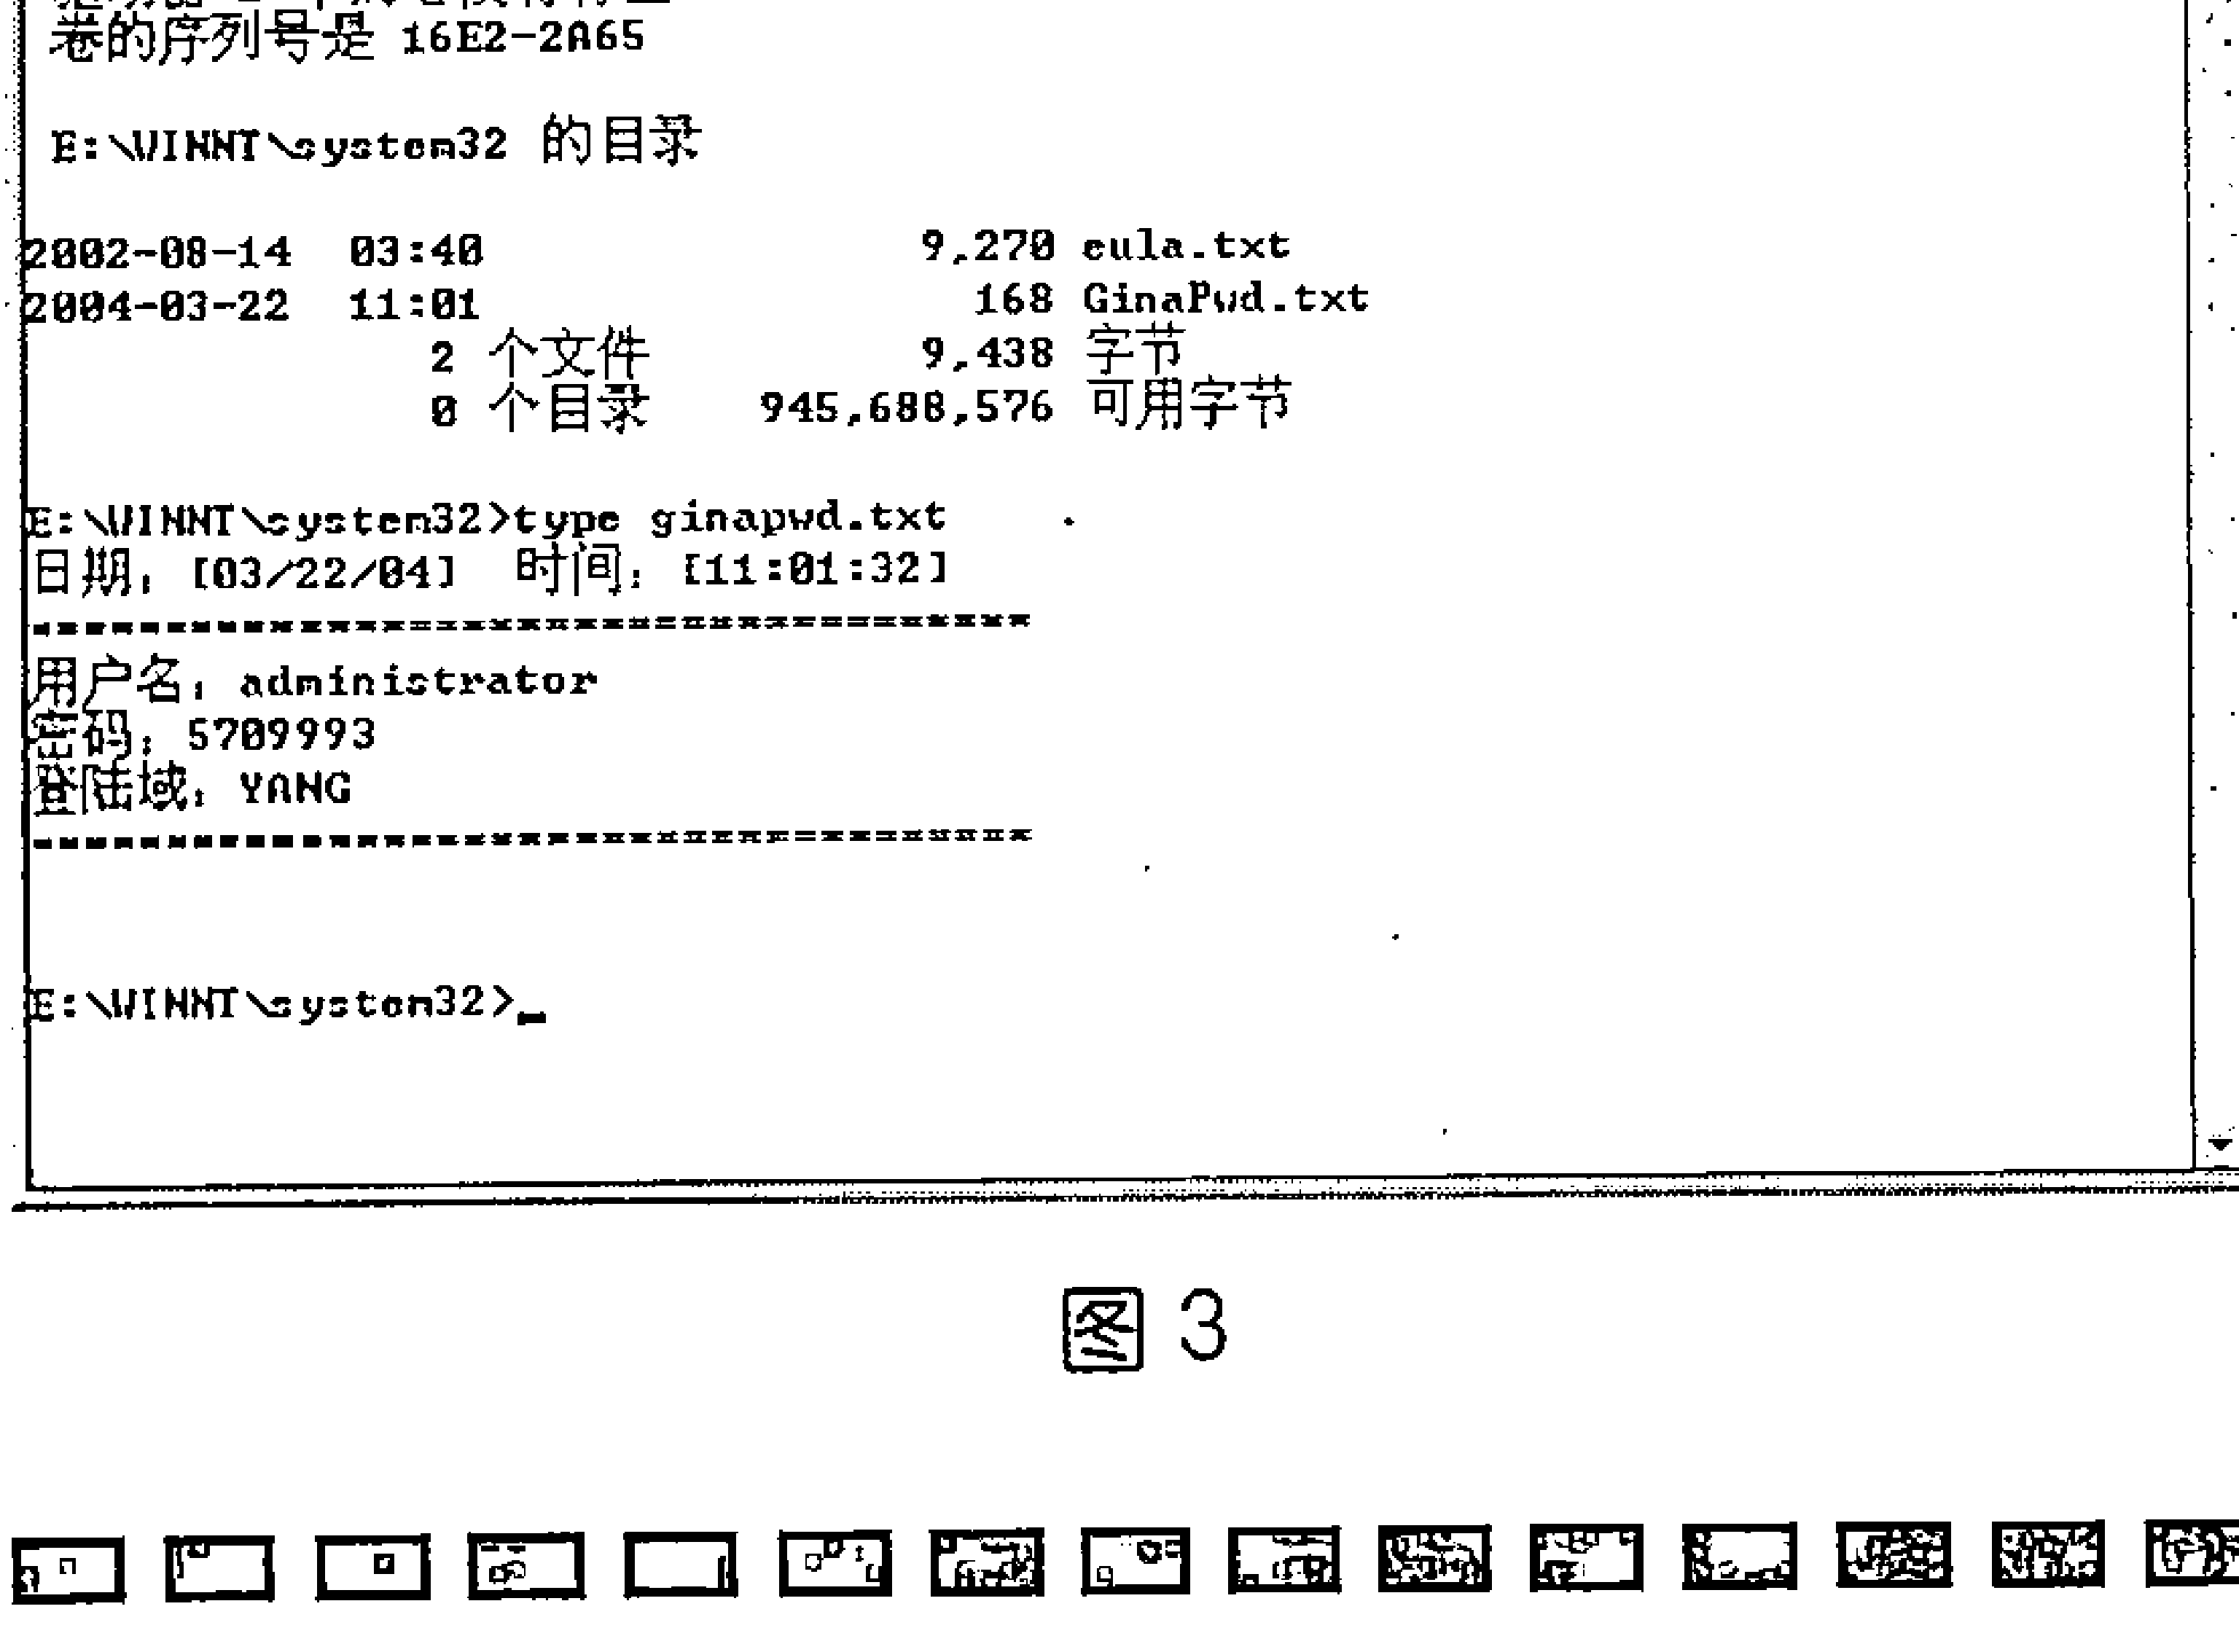 卷的序列号是 16E2-2A65
E:\WINNT\system32 的目录
2002-08-14 03:40 9,270 eula.txt
2004-03-22 11:01 168 GinaPwd.txt
2 个文件 9,438 字节
0 个目录 945,688,576 可用字节
E:\WINNT\system32>type ginapwd.txt
日期: [03/22/04] 时间: [11:01:32]
=====================================
用户名: administrator
密码: 5709993
登陆域: YANG
=====================================
E:\WINNT\system32>_
图 3